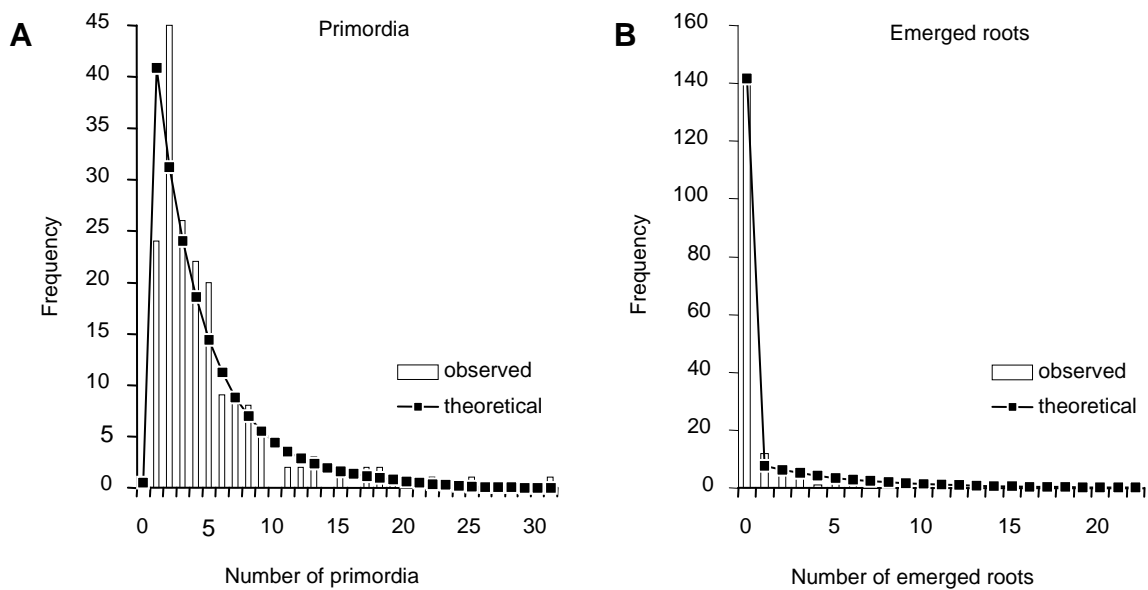 A
Primordia
45
40
35
30
25
20
15
10
5
0
Frequency
observed
theoretical
0 5 10 15 20 25 30
Number of primordia
B
Emerged roots
160
140
120
100
80
60
40
20
0
Frequency
observed
theoretical
0 5 10 15 20
Number of emerged roots